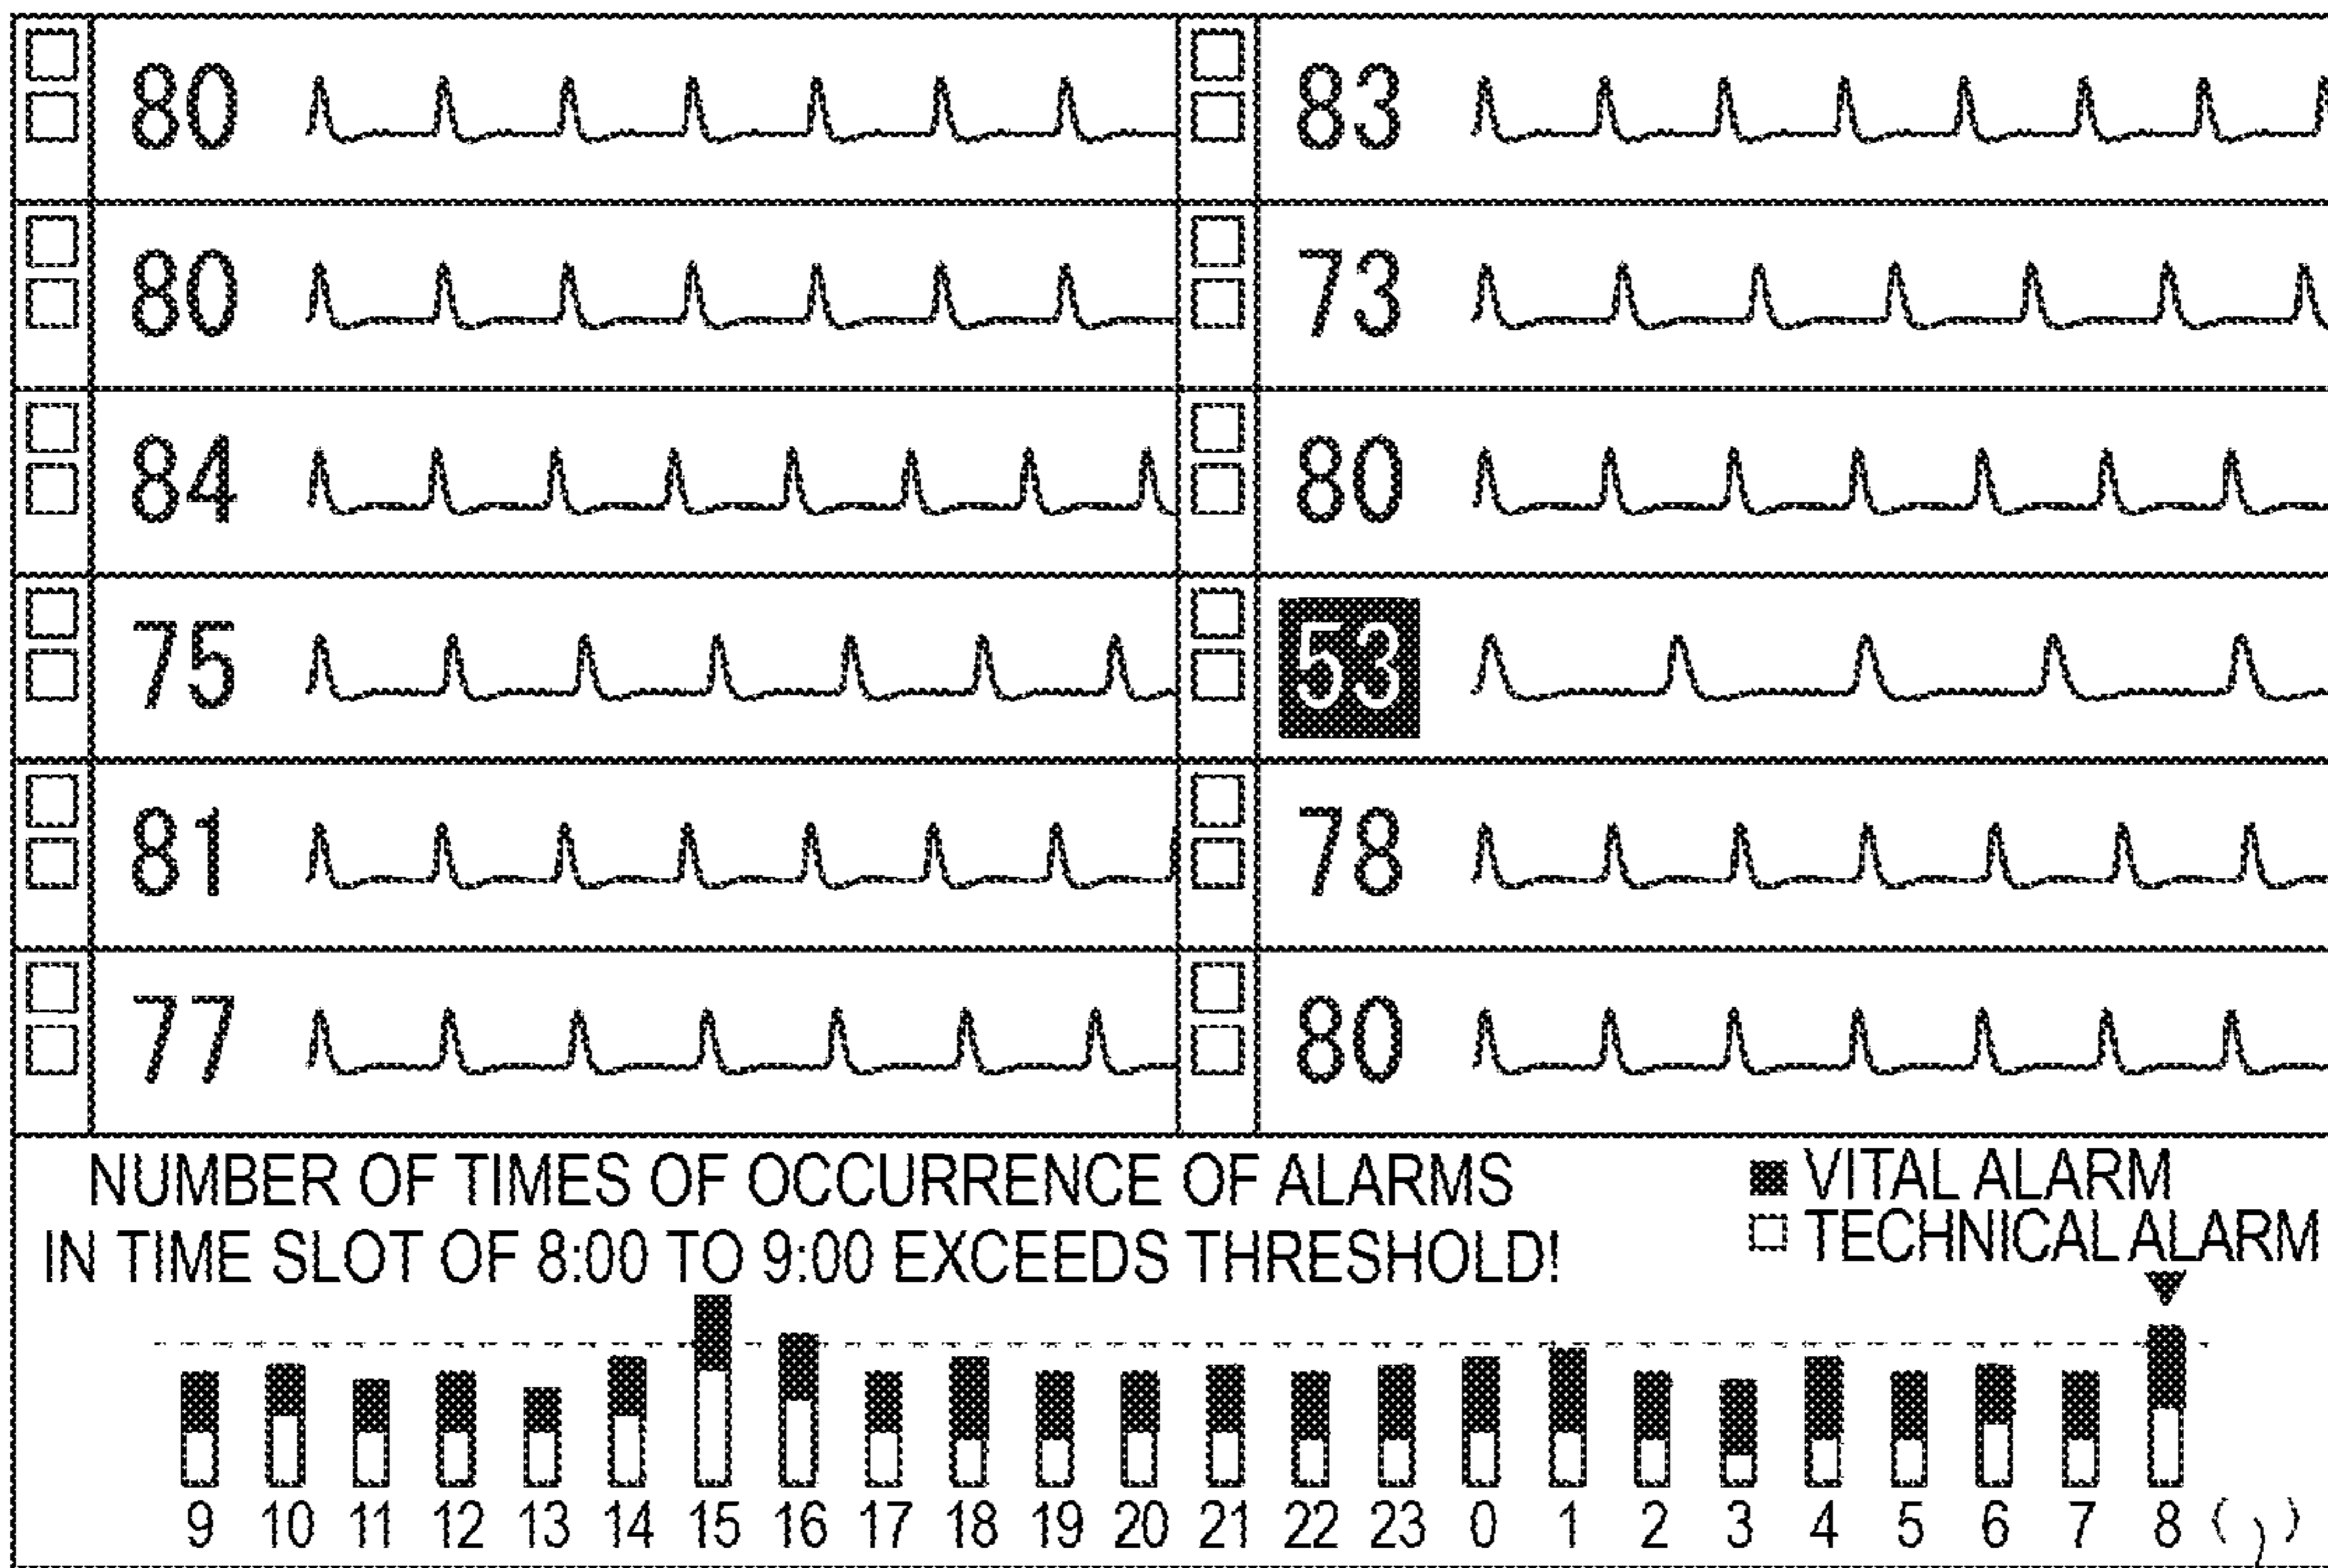 80 83
80 73
84 80
75 53
81 78
77 80
NUMBER OF TIMES OF OCCURRENCE OF ALARMS
IN TIME SLOT OF 8:00 TO 9:00 EXCEEDS THRESHOLD!
VITAL ALARM
TECHNICAL ALARM
9 10 11 12 13 14 15 16 17 18 19 20 21 22 23 0 1 2 3 4 5 6 7 8